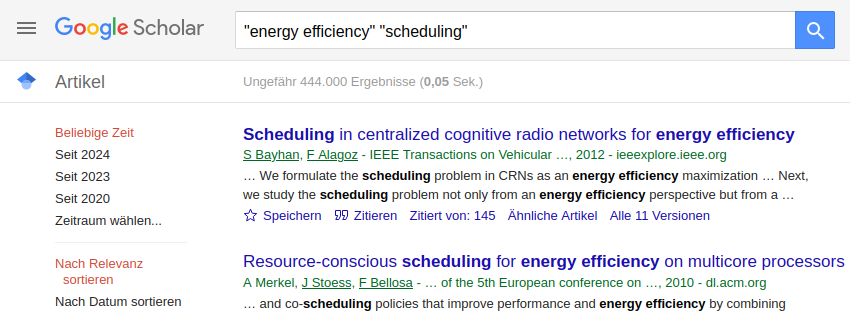 Google Scholar
"energy efficiency" "scheduling"
Artikel
Ungefähr 444.000 Ergebnisse (0,05 Sek.)
Beliebige Zeit
Seit 2024
Seit 2023
Seit 2020
Zeitraum wählen...
Nach Relevanz
sortieren
Nach Datum sortieren
Scheduling in centralized cognitive radio networks for energy efficiency
S Bayhan, F Alagoz - IEEE Transactions on Vehicular …, 2012 - ieeexplore.ieee.org
… We formulate the scheduling problem in CRNs as an energy efficiency maximization … Next,
we study the scheduling problem not only from an energy efficiency perspective but from a …
Speichern Zitieren Zitiert von: 145 Ähnliche Artikel Alle 11 Versionen
Resource-conscious scheduling for energy efficiency on multicore processors
A Merkel, J Stoess, F Bellosa - … of the 5th European conference on …, 2010 - dl.acm.org
… and co-scheduling policies that improve performance and energy efficiency by combining